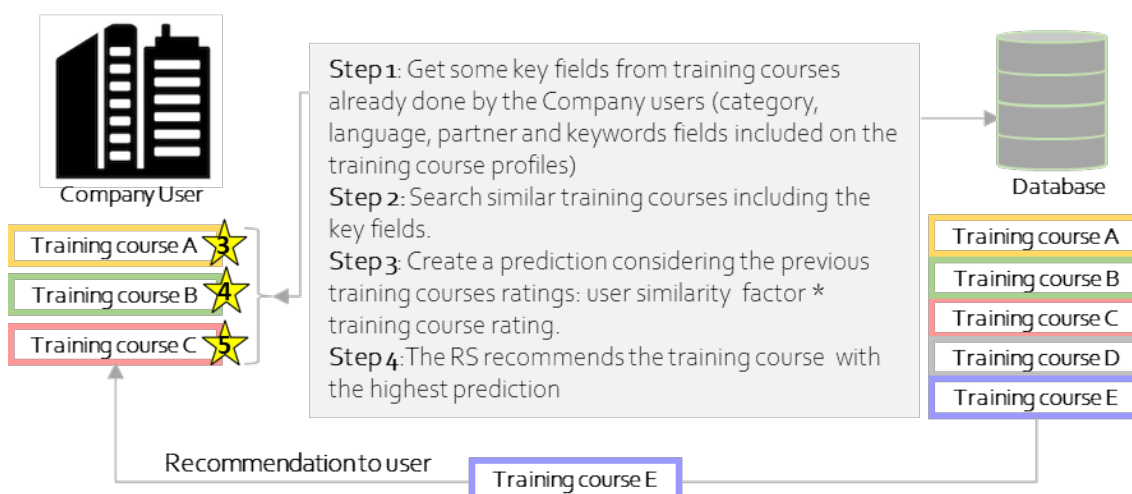 Company User
Training course A 3
Training course B 4
Training course C 5
Step 1: Get some key fields from training courses
already done by the Company users (category,
language, partner and keywords fields included on the
training course profiles)
Step 2: Search similar training courses including the
key fields.
Step 3: Create a prediction considering the previous
training courses ratings: user similarity factor *
training course rating.
Step 4:The RS recommends the training course with
the highest prediction
Database
Training course A
Training course B
Training course C
Training course D
Training course E
Recommendation to user
Training course E